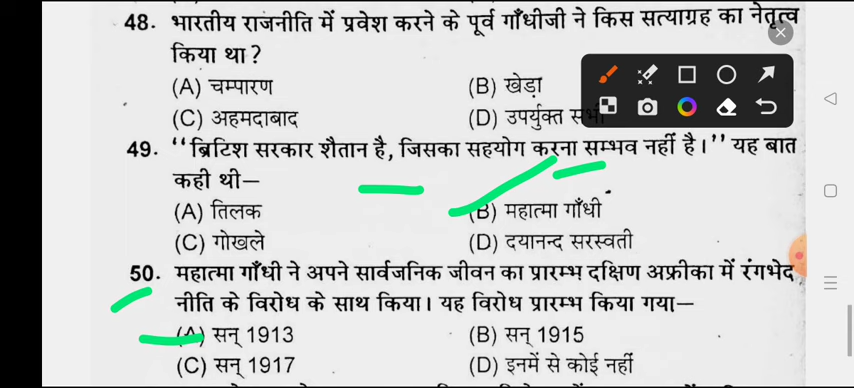 48. भारतीय राजनीति में प्रवेश करने के पूर्व गाँधीजी ने किस सत्याग्रह का नेतृत्व
किया था?
(A) चम्पारण (B) खेड़ा
(C) अहमदाबाद (D) उपर्युक्त सभी
49. ‘‘ब्रिटिश सरकार शैतान है, जिसका सहयोग करना सम्भव नहीं है।’’ यह बात
कही थी—
(A) तिलक (B) महात्मा गाँधी
(C) गोखले (D) दयानन्द सरस्वती
50. महात्मा गाँधी ने अपने सार्वजनिक जीवन का प्रारम्भ दक्षिण अफ्रीका में रंगभेद
नीति के विरोध के साथ किया। यह विरोध प्रारम्भ किया गया—
(A) सन् 1913 (B) सन् 1915
(C) सन् 1917 (D) इनमें से कोई नहीं